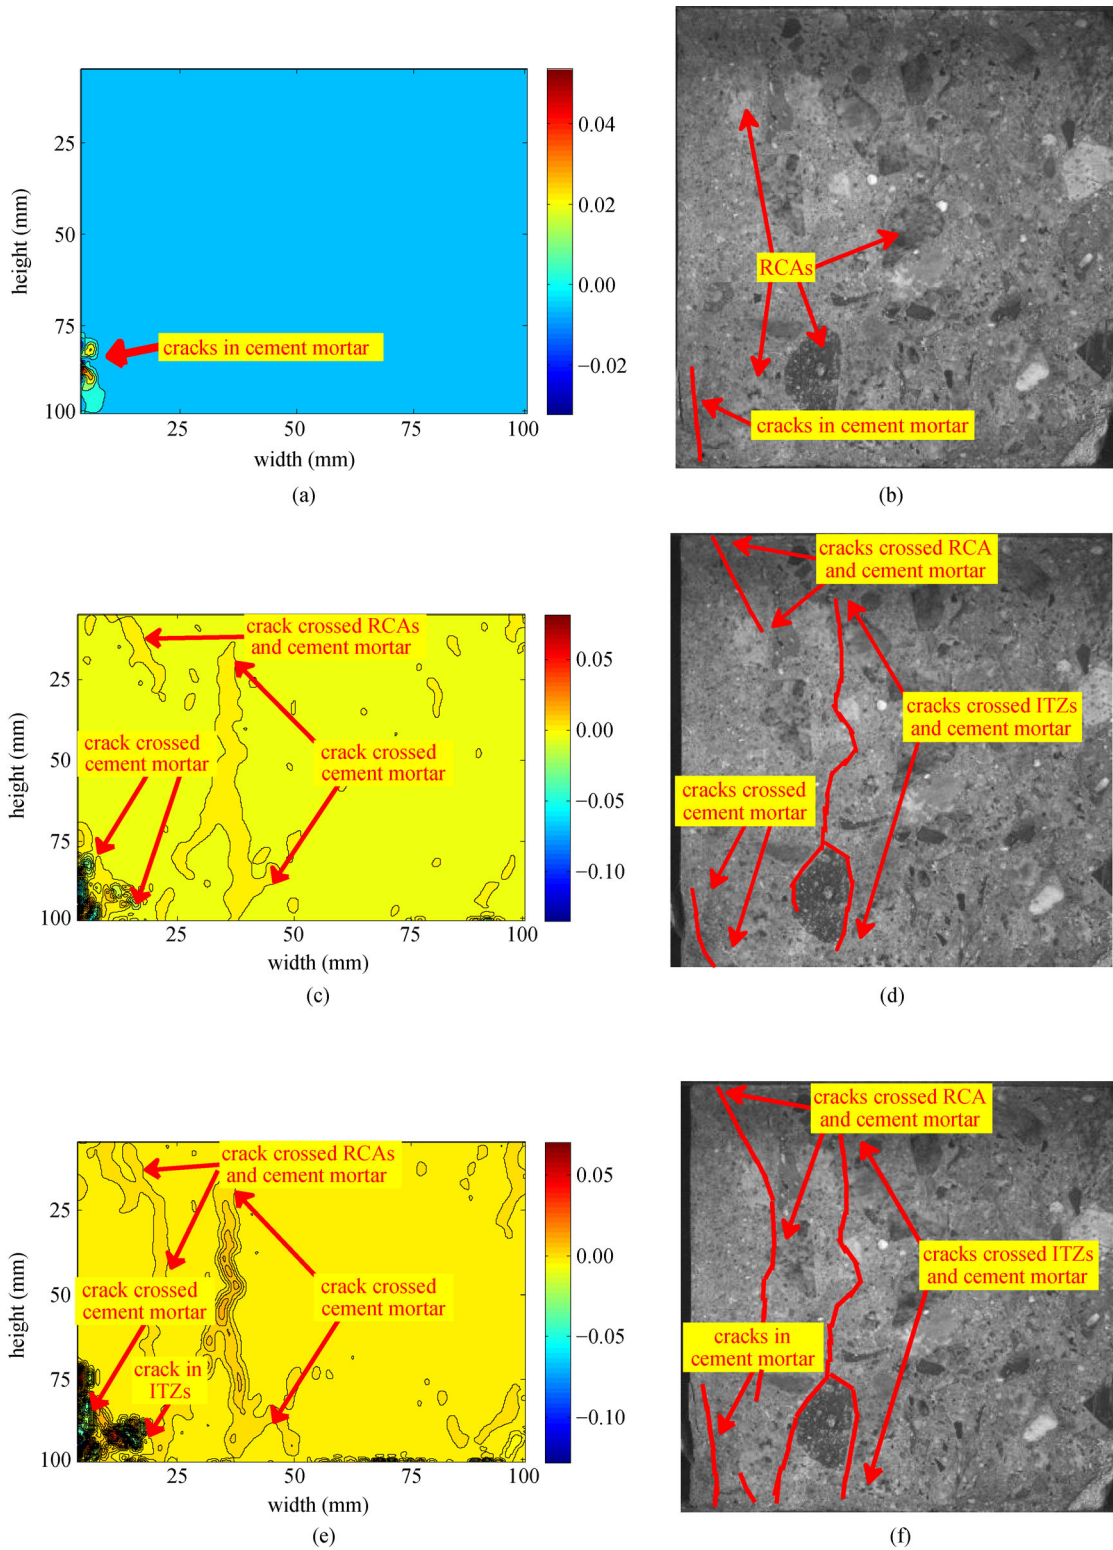 0.04
25
0.02
height (mm)
50
0.00
75
cracks in cement mortar
−0.02
100
25
50
75
100
width (mm)
(a)
RCAs
cracks in cement mortar
(b)
crack crossed RCAs
and cement mortar
0.05
25
0.00
height (mm)
crack crossed
cement mortar
50
crack crossed
cement mortar
−0.05
75
−0.10
100
25
50
75
100
width (mm)
(c)
cracks crossed RCA
and cement mortar
cracks crossed ITZs
and cement mortar
cracks crossed
cement mortar
(d)
crack crossed RCAs
and cement mortar
0.05
25
0.00
height (mm)
crack crossed
cement mortar
50
crack crossed
cement mortar
−0.05
crack in
ITZs
75
−0.10
100
25
50
75
100
width (mm)
(e)
cracks crossed RCA
and cement mortar
cracks crossed ITZs
and cement mortar
cracks in
cement mortar
(f)